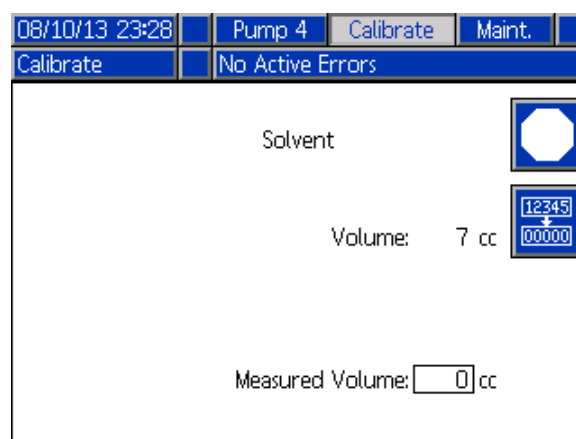 08/10/13 23:28 Pump 4 Calibrate Maint.
Calibrate No Active Errors
Solvent
12345
00000
Volume: 7 cc
Measured Volume: 0 cc